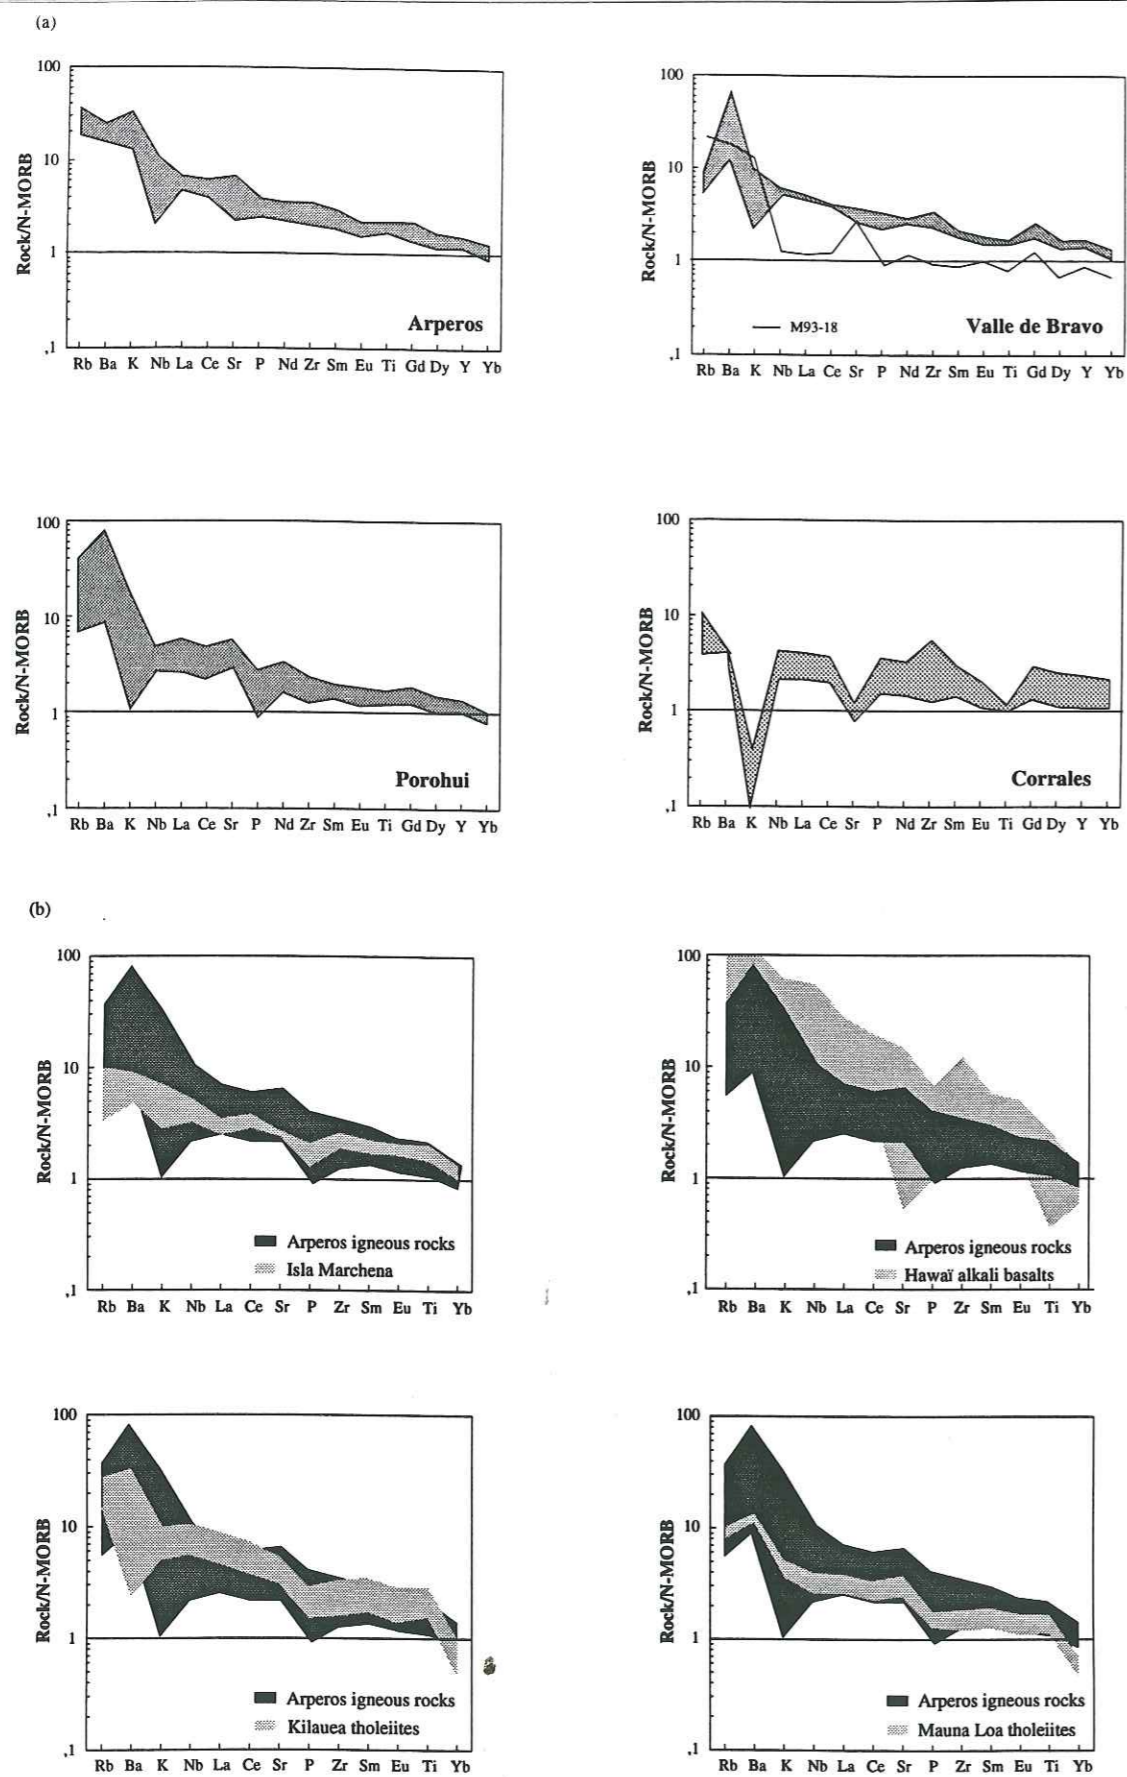 (a)
100
10
1
,1
Rock/N-MORB
Arperos
Rb Ba K Nb La Ce Sr P Nd Zr Sm Eu Ti Gd Dy Y Yb
100
10
1
,1
Rock/N-MORB
M93-18
Valle de Bravo
Rb Ba K Nb La Ce Sr P Nd Zr Sm Eu Ti Gd Dy Y Yb
100
10
1
,1
Rock/N-MORB
Porohui
Rb Ba K Nb La Ce Sr P Nd Zr Sm Eu Ti Gd Dy Y Yb
100
10
1
,1
Rock/N-MORB
Corrales
Rb Ba K Nb La Ce Sr P Nd Zr Sm Eu Ti Gd Dy Y Yb
(b)
100
10
1
,1
Rock/N-MORB
Arperos igneous rocks
Isla Marchena
Rb Ba K Nb La Ce Sr P Zr Sm Eu Ti Yb
100
10
1
,1
Rock/N-MORB
Arperos igneous rocks
Hawaï alkali basalts
Rb Ba K Nb La Ce Sr P Zr Sm Eu Ti Yb
100
10
1
,1
Rock/N-MORB
Arperos igneous rocks
Kilauea tholeiites
Rb Ba K Nb La Ce Sr P Zr Sm Eu Ti Yb
100
10
1
,1
Rock/N-MORB
Arperos igneous rocks
Mauna Loa tholeiites
Rb Ba K Nb La Ce Sr P Zr Sm Eu Ti Yb